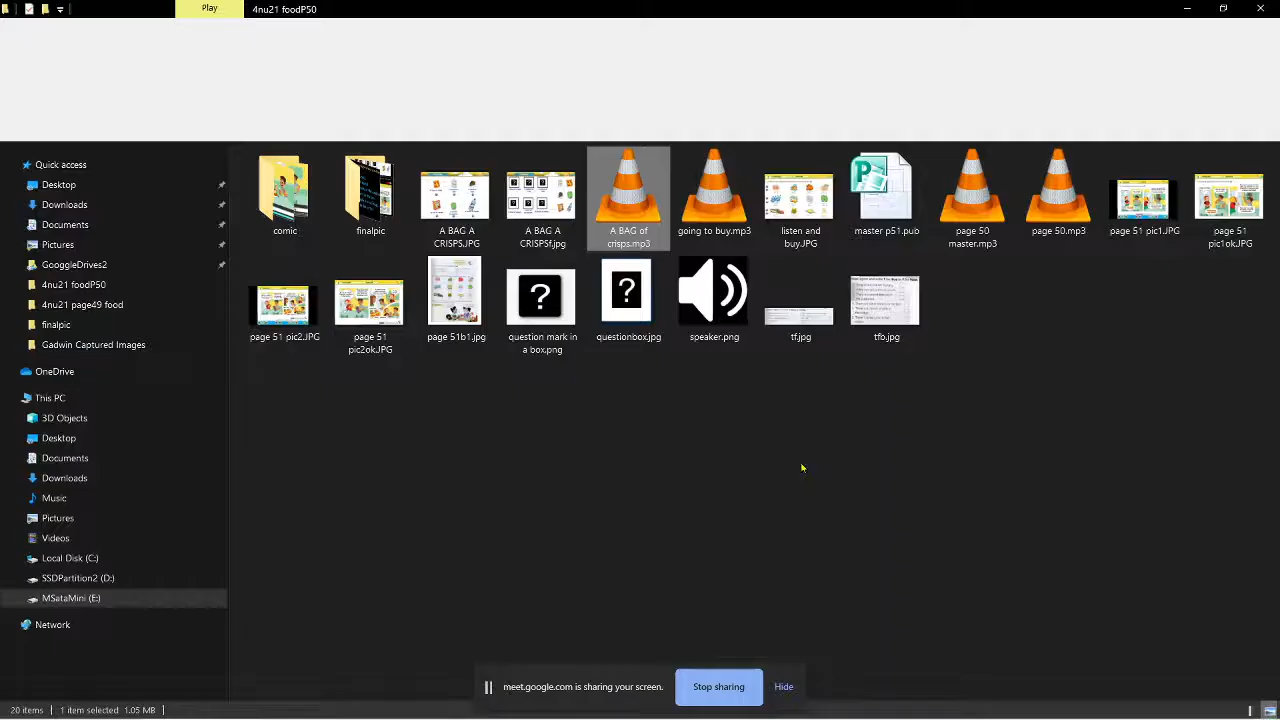 Play
4nu21 foodP50
Quick access
Desktop
Downloads
Documents
Pictures
GooggleDrives2
4nu21 foodP50
4nu21 page49 food
finalpic
Gadwin Captured Images
OneDrive
This PC
3D Objects
Desktop
Documents
Downloads
Music
Pictures
Videos
Local Disk (C:)
SSDPartition2 (D:)
MSataMini (E:)
Network
comic
finalpic
A BAG A
CRISPS.JPG
A BAG A
CRISPSf.jpg
A BAG of
crisps.mp3
going to buy.mp3
listen and
buy.JPG
master p51.pub
page 50
master.mp3
page 50.mp3
page 51 pic1.JPG
page 51
pic1ok.JPG
page 51 pic2.JPG
page 51
pic2ok.JPG
page 51b1.jpg
question mark in
a box.png
questionbox.jpg
speaker.png
tf.jpg
tfb.jpg
meet.google.com is sharing your screen.
Stop sharing
Hide
20 items
1 item selected 1.05 MB